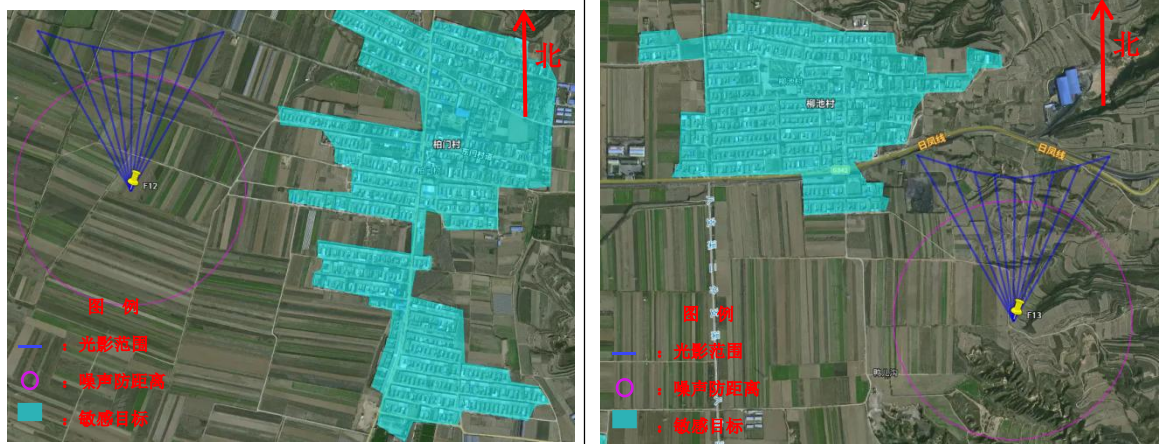 北
柏门村
F12
图 例
：光影范围
：噪声防距离
：敏感目标
北
柳池村
日凤线
日凤线
F13
图 例
：光影范围
：噪声防距离
：敏感目标